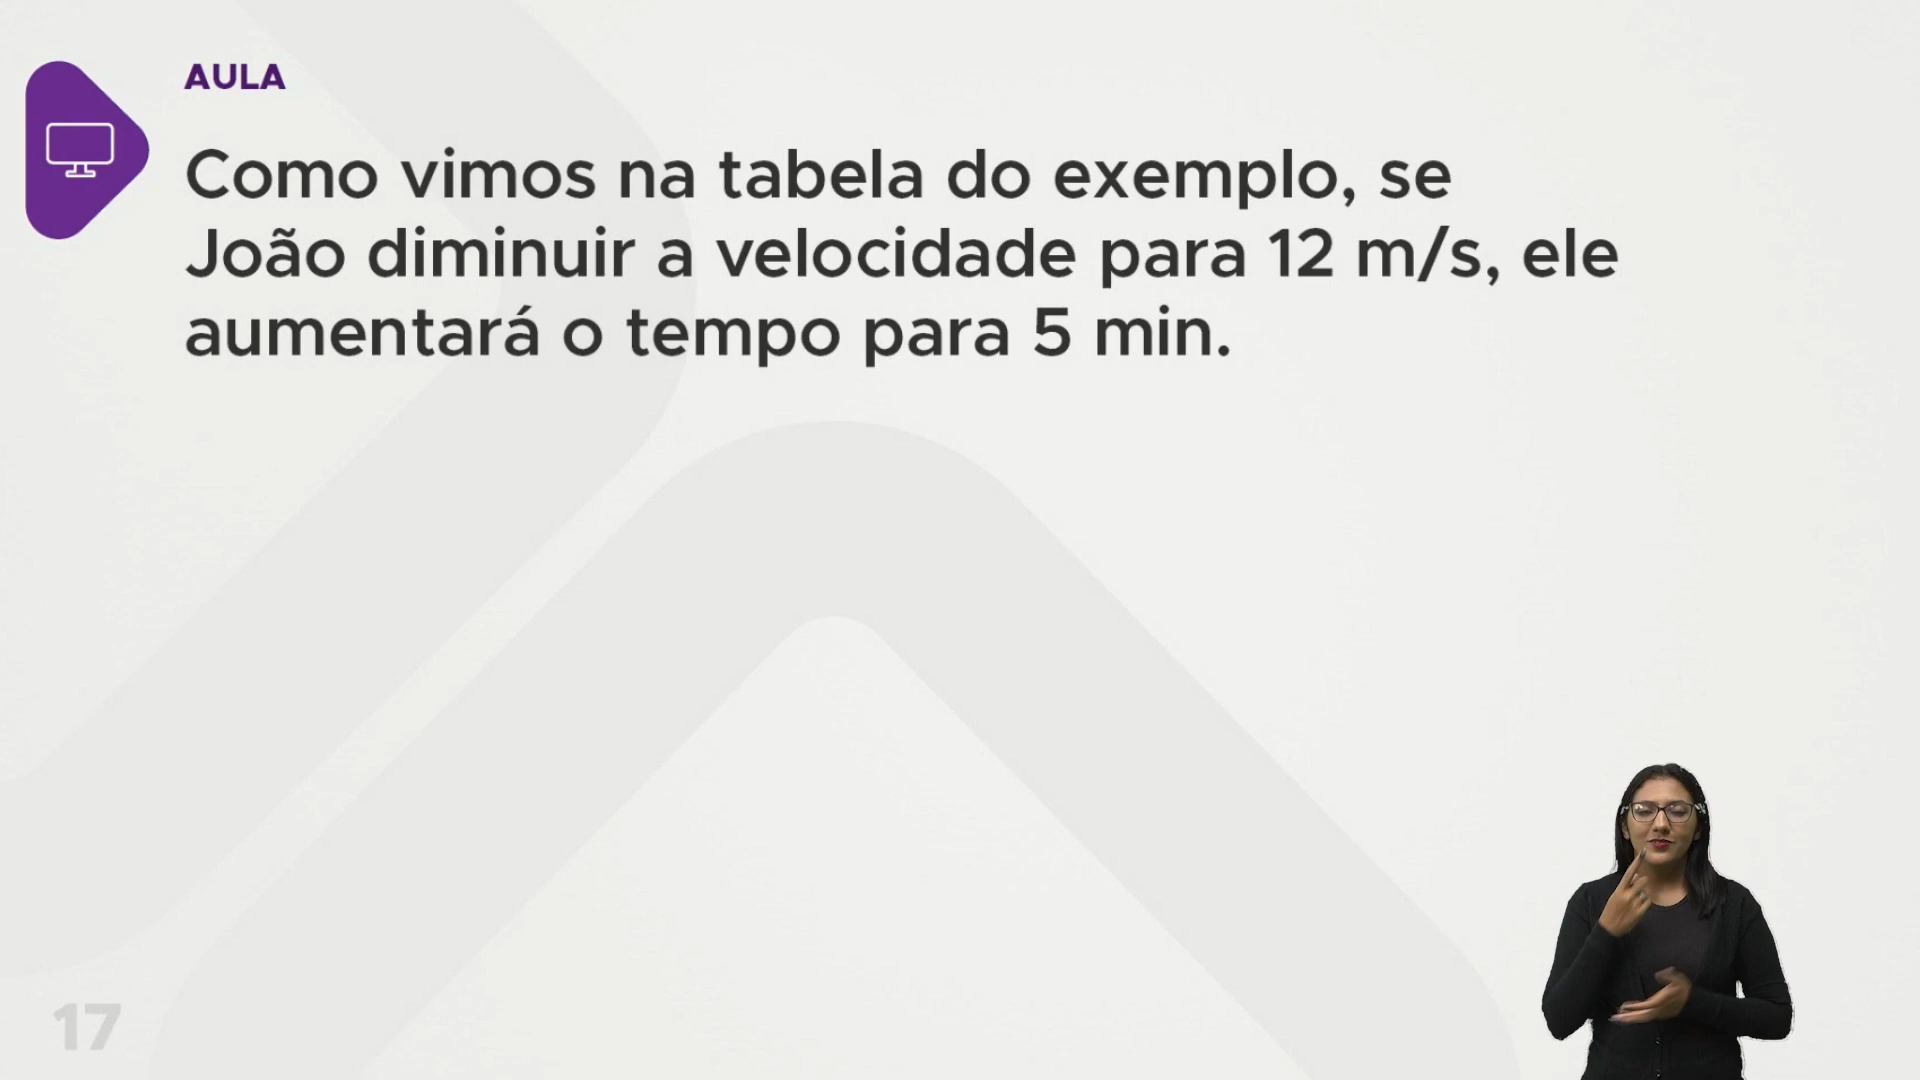 AULA
Como vimos na tabela do exemplo, se
João diminuir a velocidade para 12 m/s, ele
aumentará o tempo para 5 min.
17